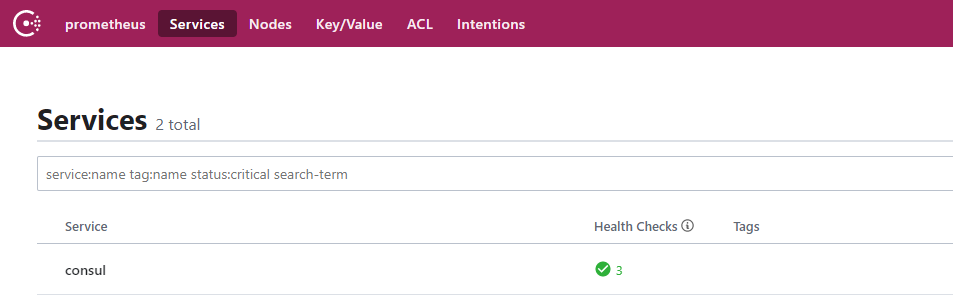 prometheus Services Nodes Key/Value ACL Intentions
Services 2 total
service:name tag:name status:critical search-term
Service Health Checks Tags
consul 3